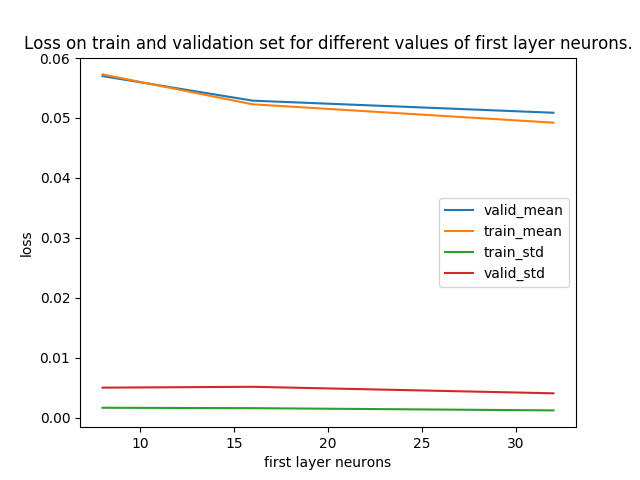 Loss on train and validation set for different values of first layer neurons.
0.06
0.05
0.04
0.03
0.02
0.01
0.00
loss
valid_mean
train_mean
train_std
valid_std
10 15 20 25 30
first layer neurons